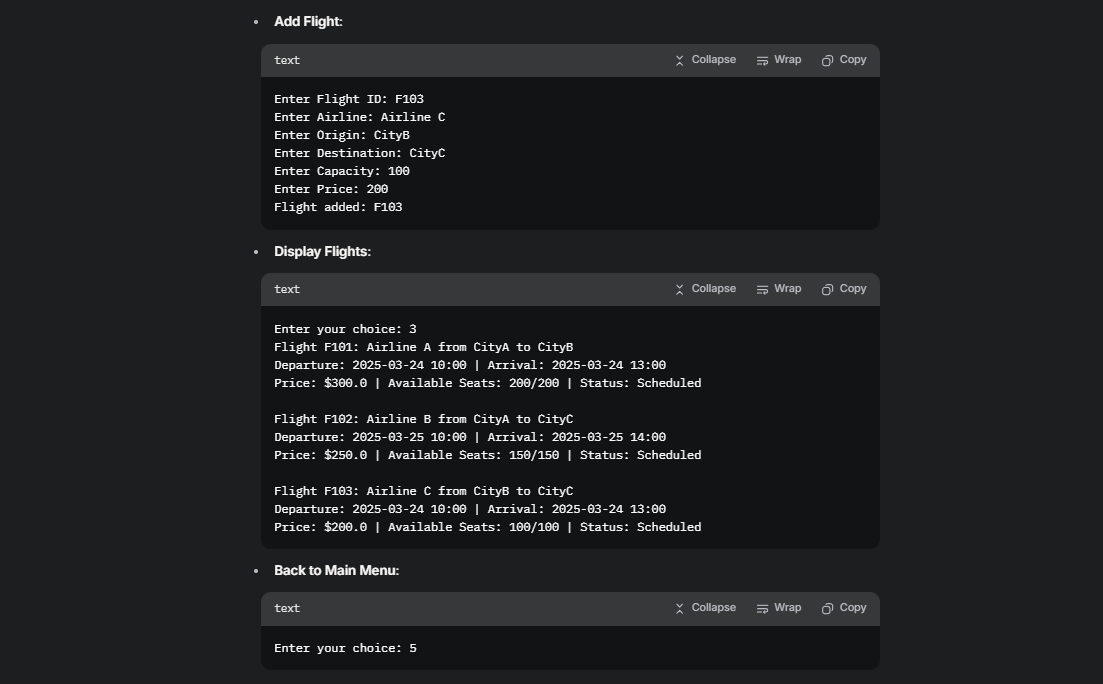 Add Flight:
text Collapse Wrap Copy
Enter Flight ID: F103
Enter Airline: Airline C
Enter Origin: CityB
Enter Destination: CityC
Enter Capacity: 100
Enter Price: 200
Flight added: F103
Display Flights:
text Collapse Wrap Copy
Enter your choice: 3
Flight F101: Airline A from CityA to CityB
Departure: 2025-03-24 10:00 | Arrival: 2025-03-24 13:00
Price: $300.0 | Available Seats: 200/200 | Status: Scheduled
Flight F102: Airline B from CityA to CityC
Departure: 2025-03-25 10:00 | Arrival: 2025-03-25 14:00
Price: $250.0 | Available Seats: 150/150 | Status: Scheduled
Flight F103: Airline C from CityB to CityC
Departure: 2025-03-24 10:00 | Arrival: 2025-03-24 13:00
Price: $200.0 | Available Seats: 100/100 | Status: Scheduled
Back to Main Menu:
text Collapse Wrap Copy
Enter your choice: 5